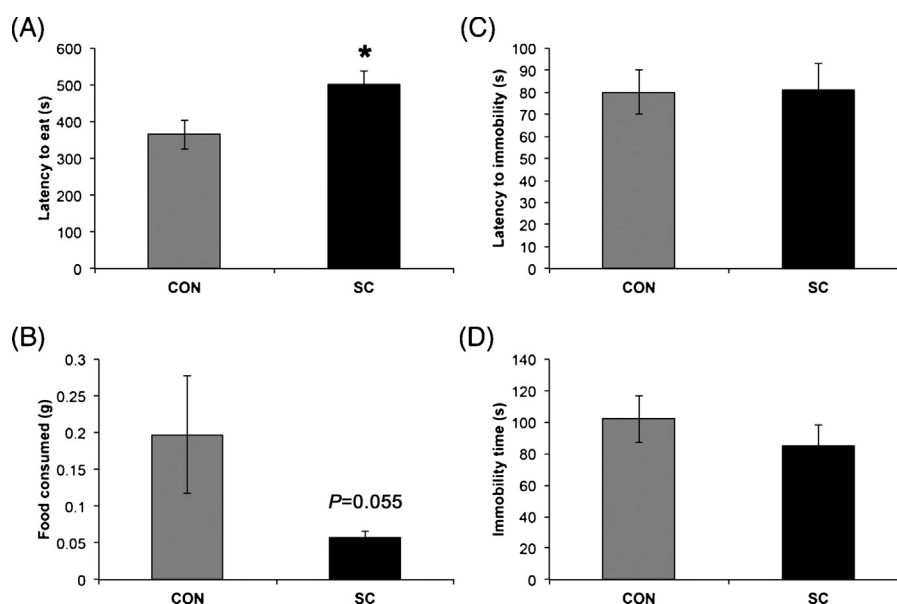 (A)
Latency to eat (s)
600
500
400
300
200
100
0
*
CON
SC
(B)
Food consumed (g)
0.3
0.25
0.2
0.15
0.1
0.05
0
P=0.055
CON
SC
(C)
Latency to immobility (s)
100
90
80
70
60
50
40
30
20
10
0
CON
SC
(D)
Immobility time (s)
140
120
100
80
60
40
20
0
CON
SC